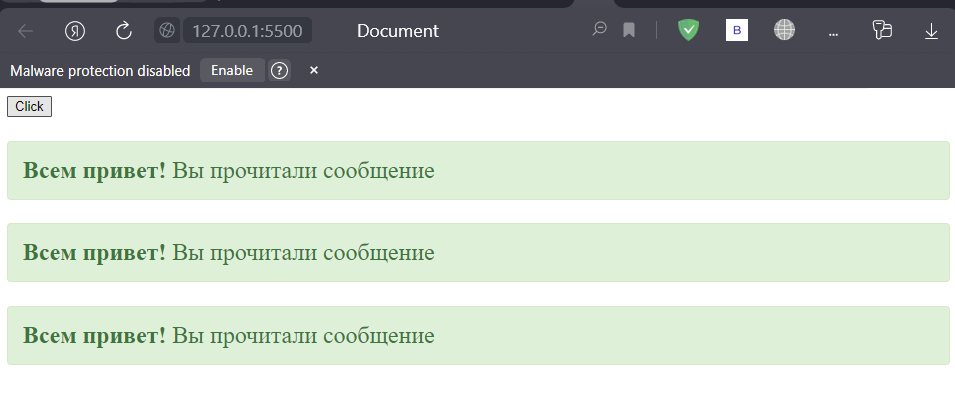 Я 127.0.0.1:5500 Document B ...
Malware protection disabled Enable ? ×
Click
Всем привет! Вы прочитали сообщение
Всем привет! Вы прочитали сообщение
Всем привет! Вы прочитали сообщение